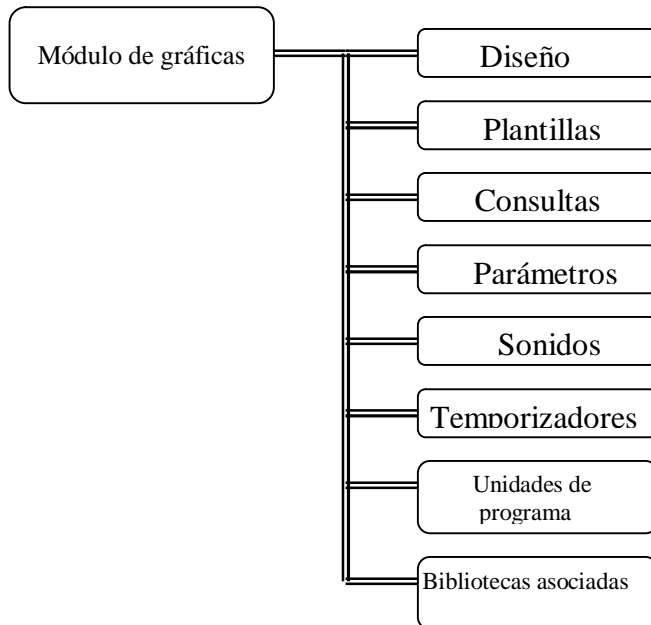 Módulo de gráficas
Diseño
Plantillas
Consultas
Parámetros
Sonidos
Temporizadores
Unidades de
programa
Bibliotecas asociadas